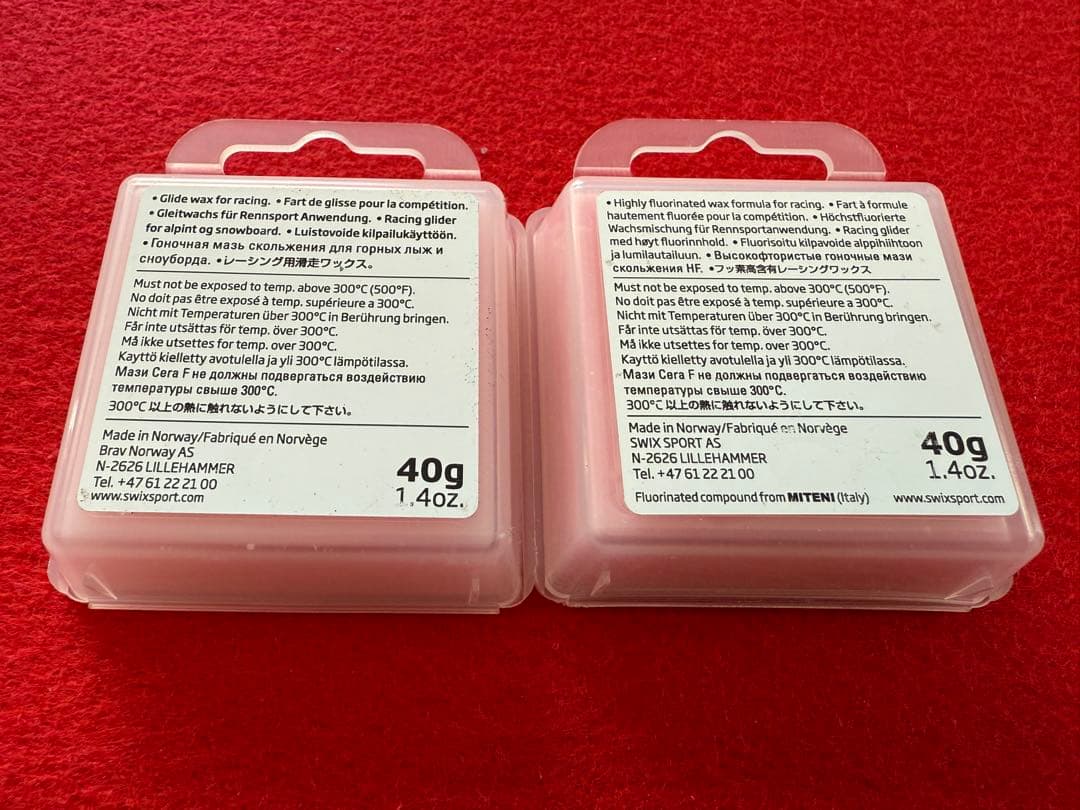 • Glide wax for racing. • Fart de glisse pour la compétition.
• Gleitwachs für Rennsport Anwendung. • Racing glider
for alpint og snowboard. • Luistovoide kilpailukäyttöön.
• Гоночная мазь скольжения для горных лыж и
сноуборда. •レーシング用滑走ワックス。
Must not be exposed to temp. above 300°C (500°F).
No doit pas être exposé à temp. supérieure a 300°C.
Nicht mit Temperaturen über 300°C in Berührung bringen.
Får inte utsättas för temp. över 300°C.
Må ikke utsettes for temp. over 300°C.
Kayttö kielletty avotulella ja yli 300°C lämpötilassa.
Мази Cera F не должны подвергаться воздействию
температуры свыше 300°C.
300°C以上の熱に触れないようにして下さい。
Made in Norway/Fabriqué en Norvège
Brav Norway AS
N-2626 LILLEHAMMER
Tel. +47 61 22 21 00
www.swixsport.com
40g
1.4oz.
• Highly fluorinated wax formula for racing. • Fart à formule
hautement fluorée pour la compétition. • Höchstfluorierte
Wachsmischung für Rennsportanwendung. • Racing glider
med høyt fluorinnhold. • Fluorisoitu kilpavoide alppihiihtoon
ja lumilautailuun. • Высокофтористые гоночные мази
скольжения HF. •フッ素高含有レーシングワックス
Must not be exposed to temp. above 300°C (500°F).
No doit pas être exposé à temp. supérieure a 300°C.
Nicht mit Temperaturen über 300°C in Berührung bringen.
Får inte utsättas för temp. över 300°C.
Må ikke utsettes for temp. over 300°C.
Kayttö kielletty avotulella ja yli 300°C lämpötilassa.
Мази Cera F не должны подвергаться воздействию
температуры свыше 300°C.
300°C以上の熱に触れないようにして下さい。
Made in Norway/Fabriqué en Norvège
SWIX SPORT AS
N-2626 LILLEHAMMER
Tel. +47 61 22 21 00
40g
1.4oz.
Fluorinated compound from MITENI (Italy) www.swixsport.com